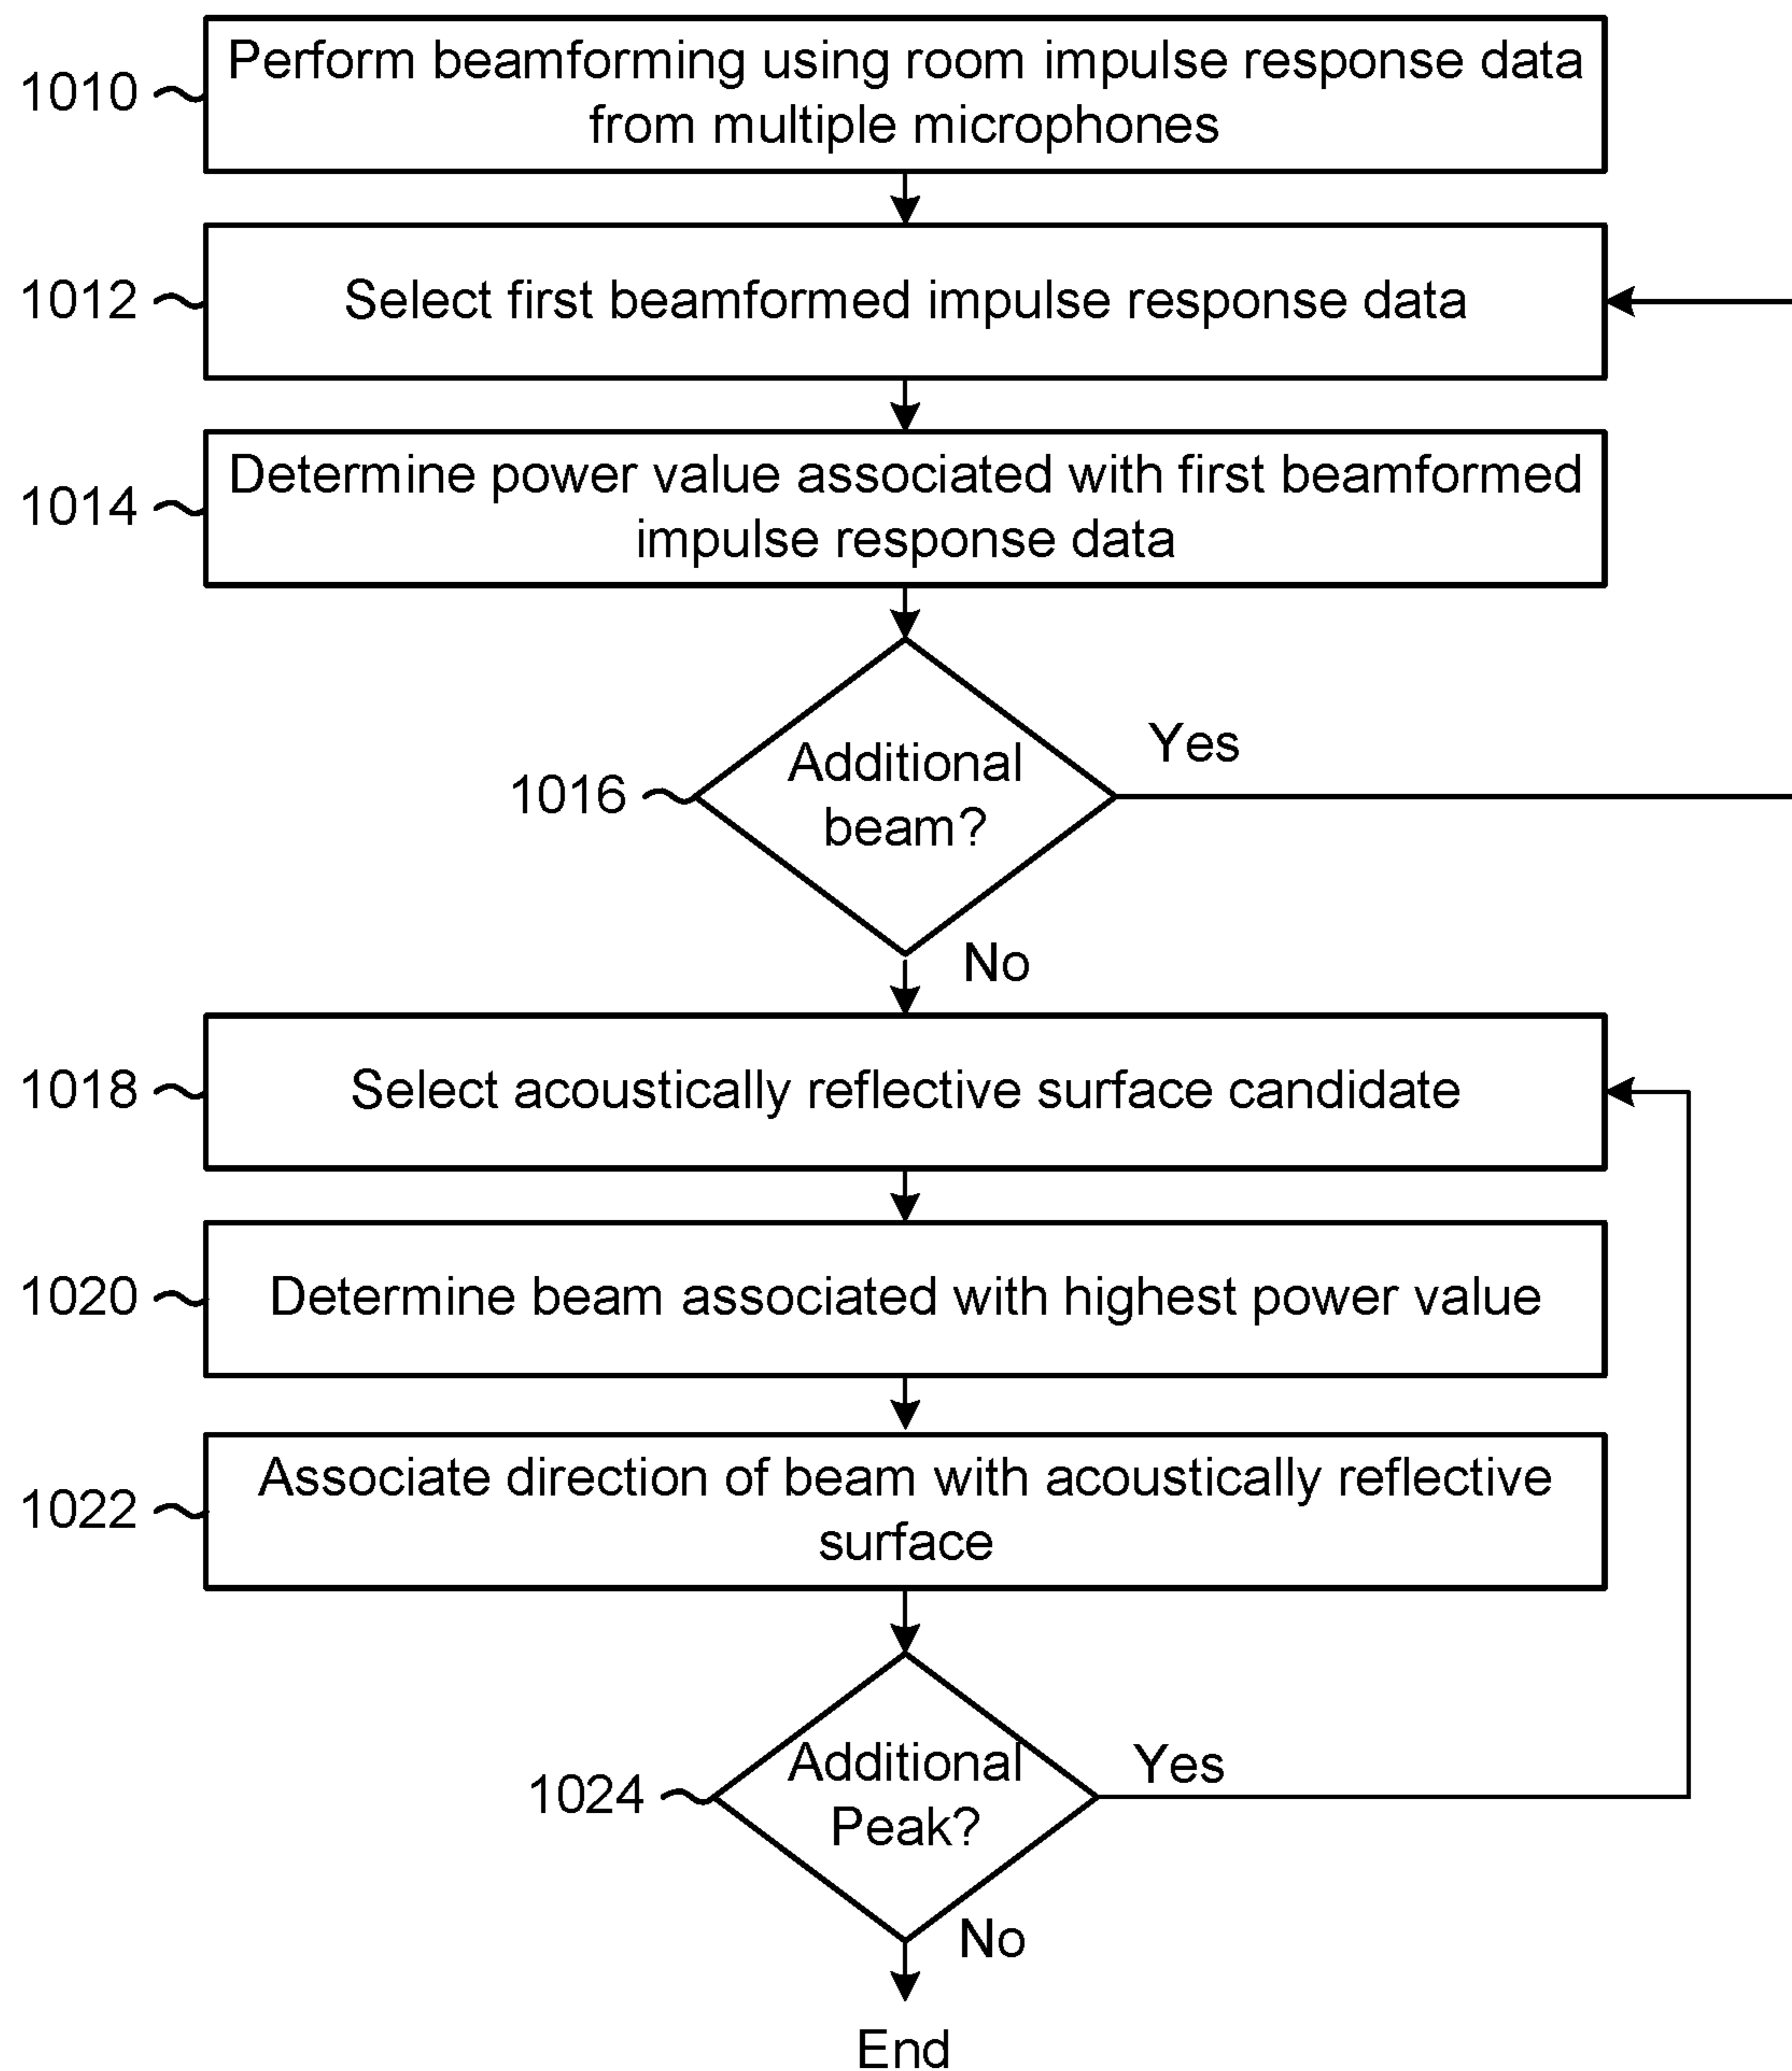 1010
Perform beamforming using room impulse response data
from multiple microphones
1012
Select first beamformed impulse response data
1014
Determine power value associated with first beamformed
impulse response data
1016
Additional
beam?
Yes
No
1018
Select acoustically reflective surface candidate
1020
Determine beam associated with highest power value
1022
Associate direction of beam with acoustically reflective
surface
1024
Additional
Peak?
Yes
No
End